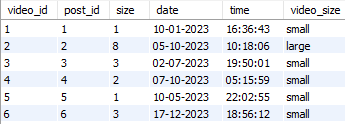 video_id post_id size date time video_size
1 1 1 10-01-2023 16:36:43 small
2 2 8 05-10-2023 10:18:06 large
3 3 3 02-07-2023 19:50:01 small
4 4 2 07-10-2023 05:15:59 small
5 5 1 10-05-2023 22:02:55 small
6 6 3 17-12-2023 18:56:12 small